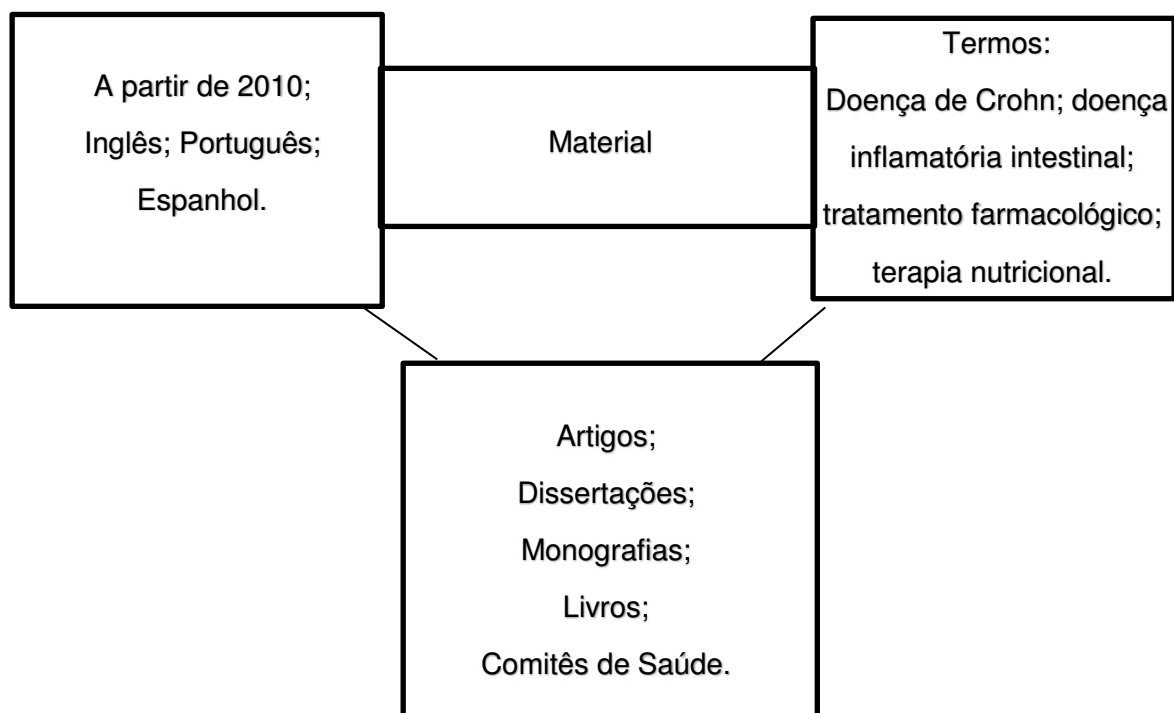 A partir de 2010;
Inglês; Português;
Espanhol.
Material
Termos:
Doença de Crohn; doença
inflamatória intestinal;
tratamento farmacológico;
terapia nutricional.
Artigos;
Dissertações;
Monografias;
Livros;
Comitês de Saúde.